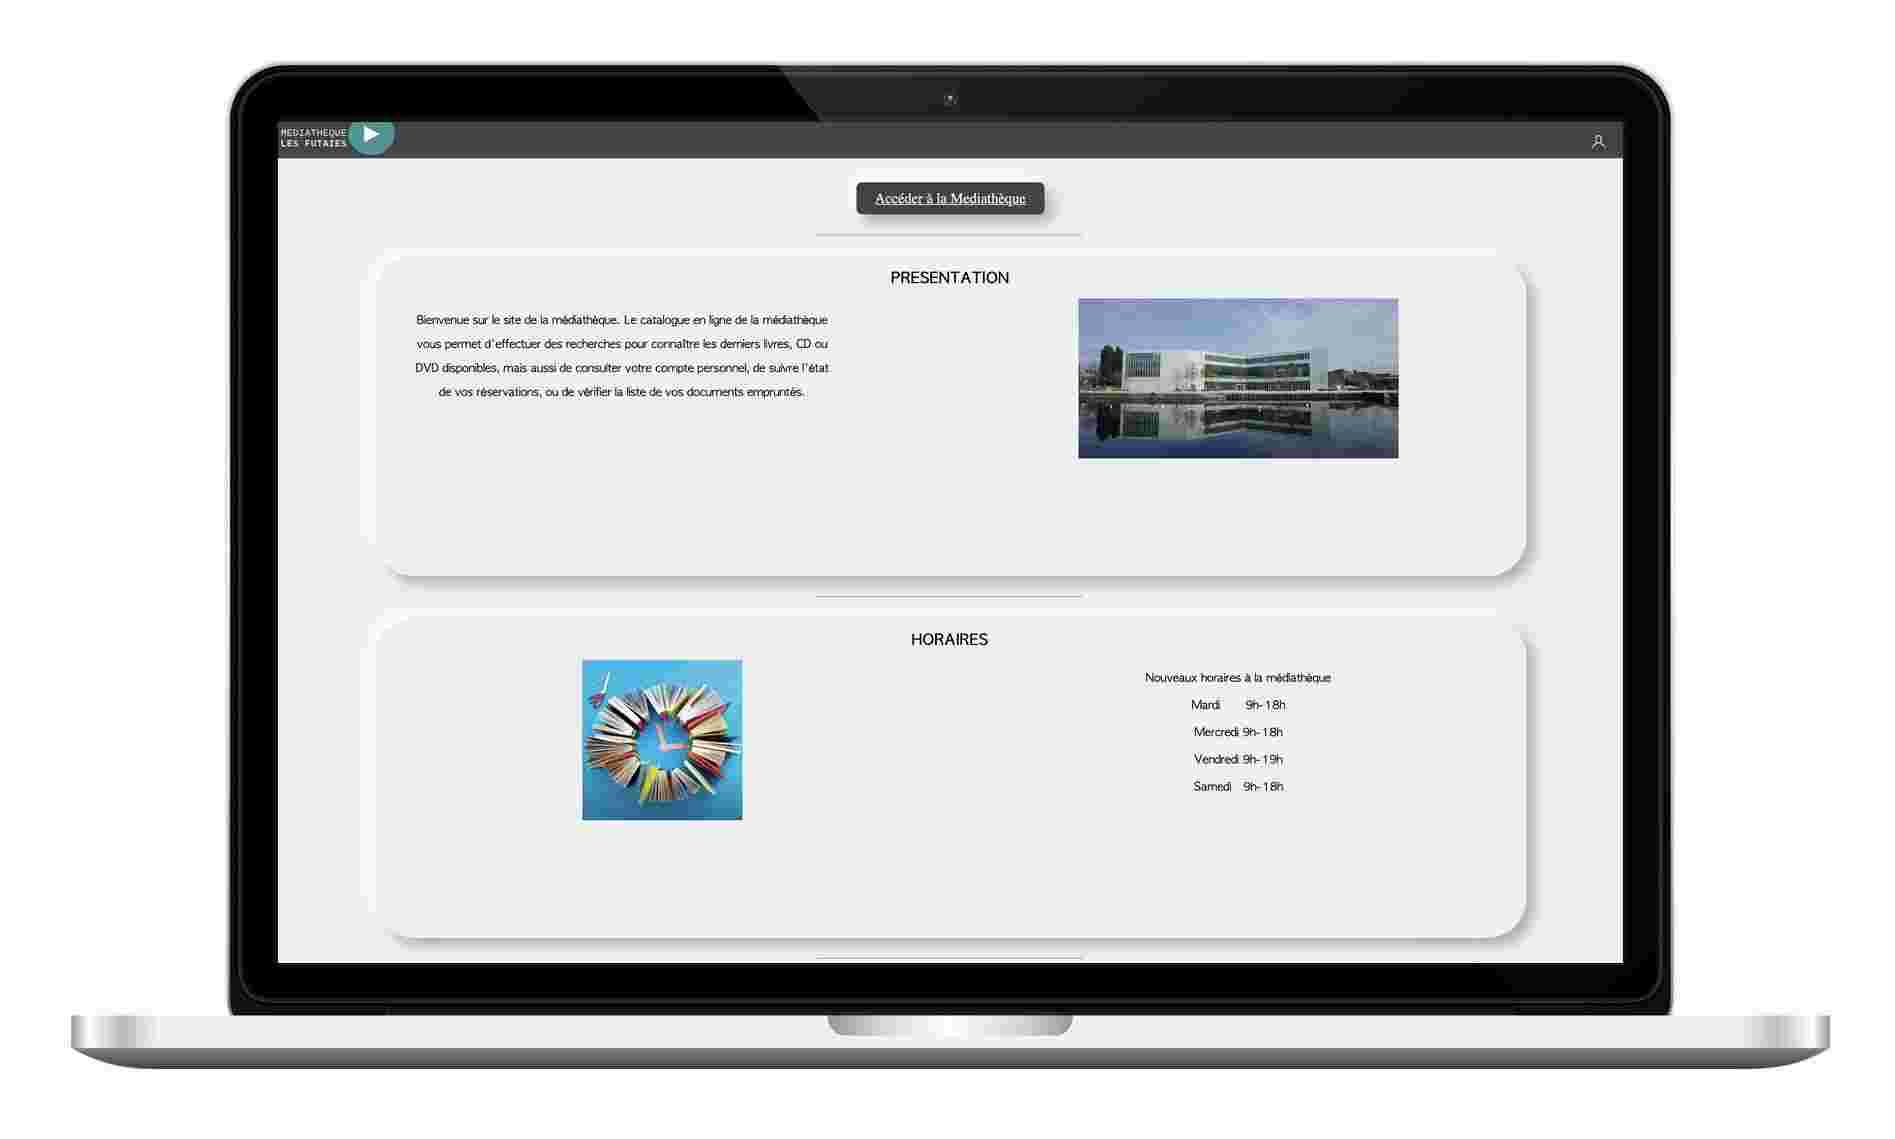 MEDIATHEQUE
LES FUTAIES
Accéder à la Mediathèque
PRESENTATION
Bienvenue sur le site de la médiathèque. Le catalogue en ligne de la médiathèque
vous permet d'effectuer des recherches pour connaître les derniers livres, CD ou
DVD disponibles, mais aussi de consulter votre compte personnel, de suivre l'état
de vos réservations, ou de vérifier la liste de vos documents empruntés.
HORAIRES
Nouveaux horaires à la médiathèque
Mardi 9h-18h
Mercredi 9h-18h
Vendredi 9h-19h
Samedi 9h-18h